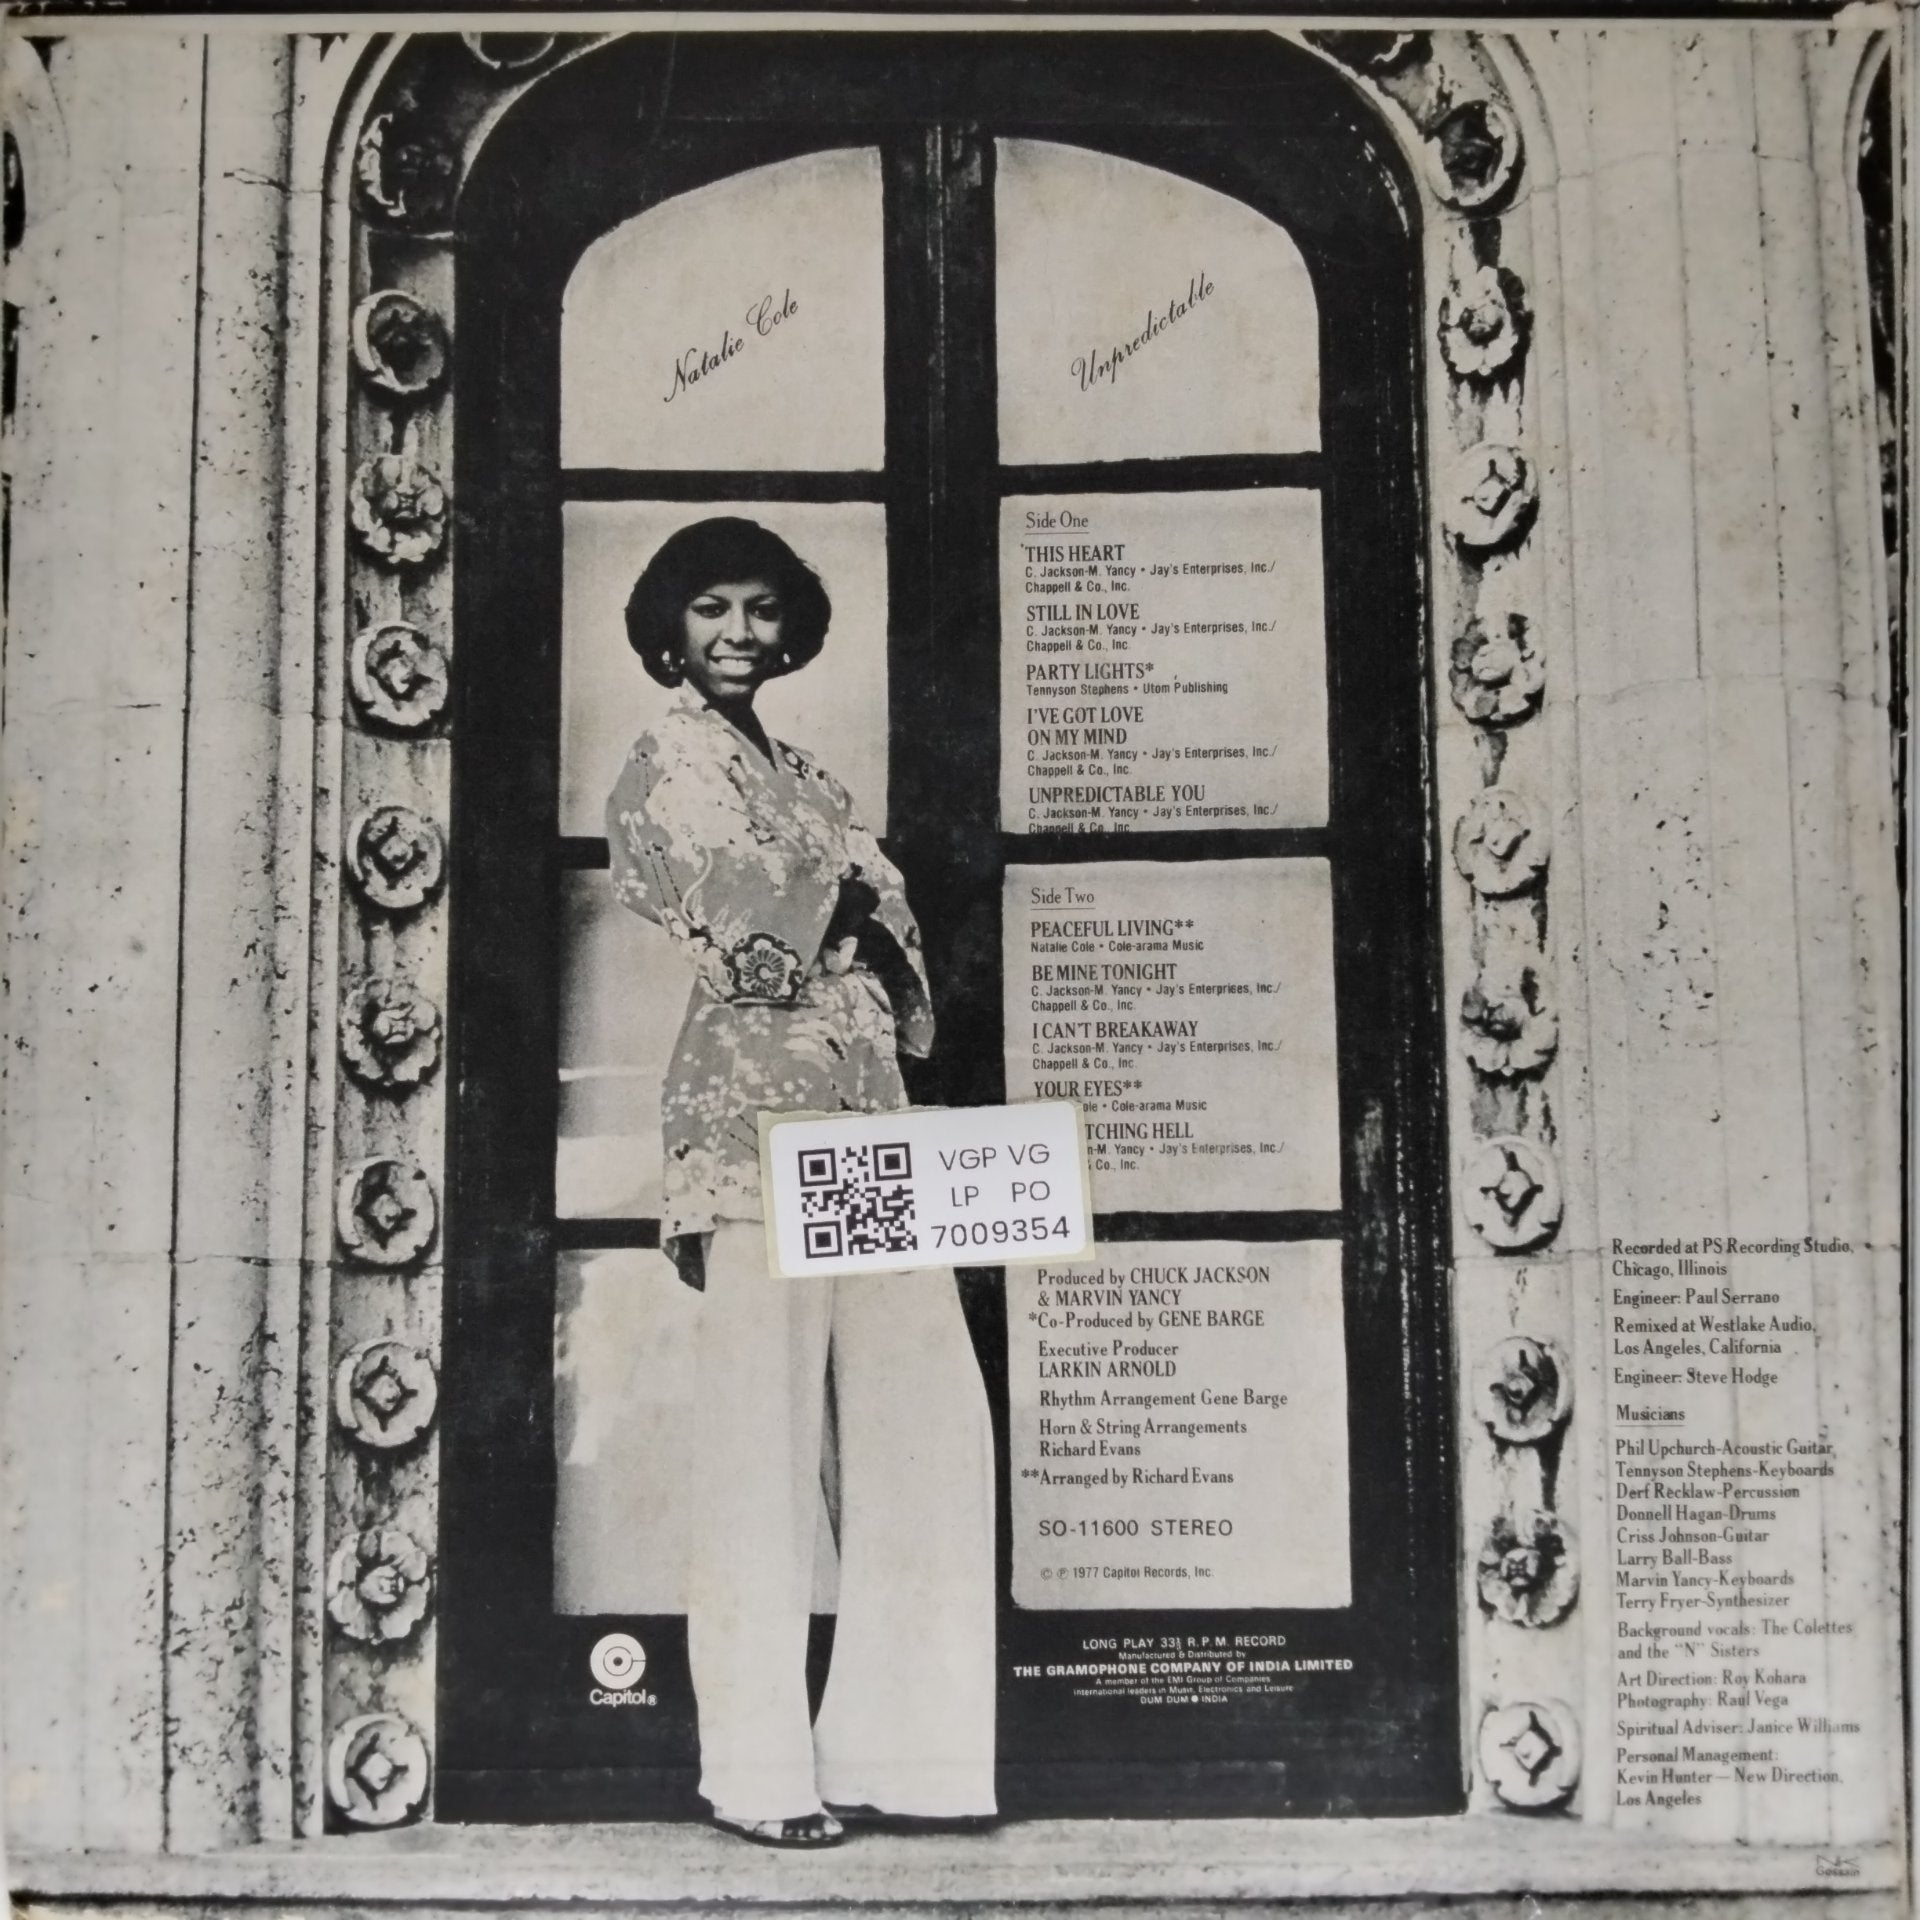 Natalie Cole
Unpredictable
Side One
THIS HEART
C. Jackson-M. Yancy • Jay's Enterprises, Inc./
Chappell & Co., Inc.
STILL IN LOVE
C. Jackson-M. Yancy • Jay's Enterprises, Inc./
Chappell & Co., Inc.
PARTY LIGHTS*
Tennyson Stephens • Utom Publishing
I'VE GOT LOVE
ON MY MIND
C. Jackson-M. Yancy • Jay's Enterprises, Inc./
Chappell & Co., Inc.
UNPREDICTABLE YOU
C. Jackson-M. Yancy • Jay's Enterprises, Inc./
Chappell & Co., Inc.
Side Two
PEACEFUL LIVING**
Natalie Cole • Cole-arama Music
BE MINE TONIGHT
C. Jackson-M. Yancy • Jay's Enterprises, Inc./
Chappell & Co., Inc.
I CAN'T BREAKAWAY
C. Jackson-M. Yancy • Jay's Enterprises, Inc./
Chappell & Co., Inc.
YOUR EYES**
ole • Cole-arama Music
TCHING HELL
n-M. Yancy • Jay's Enterprises, Inc./
Co., Inc.
VGP VG
LP PO
7009354
Produced by CHUCK JACKSON
& MARVIN YANCY
*Co-Produced by GENE BARGE
Executive Producer
LARKIN ARNOLD
Rhythm Arrangement Gene Barge
Horn & String Arrangements
Richard Evans
**Arranged by Richard Evans
SO-11600 STEREO
© ℗ 1977 Capitol Records, Inc.
Capitol®
LONG PLAY 33⅓ R.P.M. RECORD
Manufactured & Distributed by
THE GRAMOPHONE COMPANY OF INDIA LIMITED
A member of the EMI Group of Companies
International leaders in Music, Electronics and Leisure
DUM DUM ● INDIA
Recorded at PS Recording Studio,
Chicago, Illinois
Engineer: Paul Serrano
Remixed at Westlake Audio,
Los Angeles, California
Engineer: Steve Hodge
Musicians
Phil Upchurch-Acoustic Guitar
Tennyson Stephens-Keyboards
Derf Recklaw-Percussion
Donnell Hagan-Drums
Criss Johnson-Guitar
Larry Ball-Bass
Marvin Yancy-Keyboards
Terry Fryer-Synthesizer
Background vocals: The Colettes
and the "N" Sisters
Art Direction: Roy Kohara
Photography: Raul Vega
Spiritual Adviser: Janice Williams
Personal Management:
Kevin Hunter — New Direction,
Los Angeles
NK
Gossain